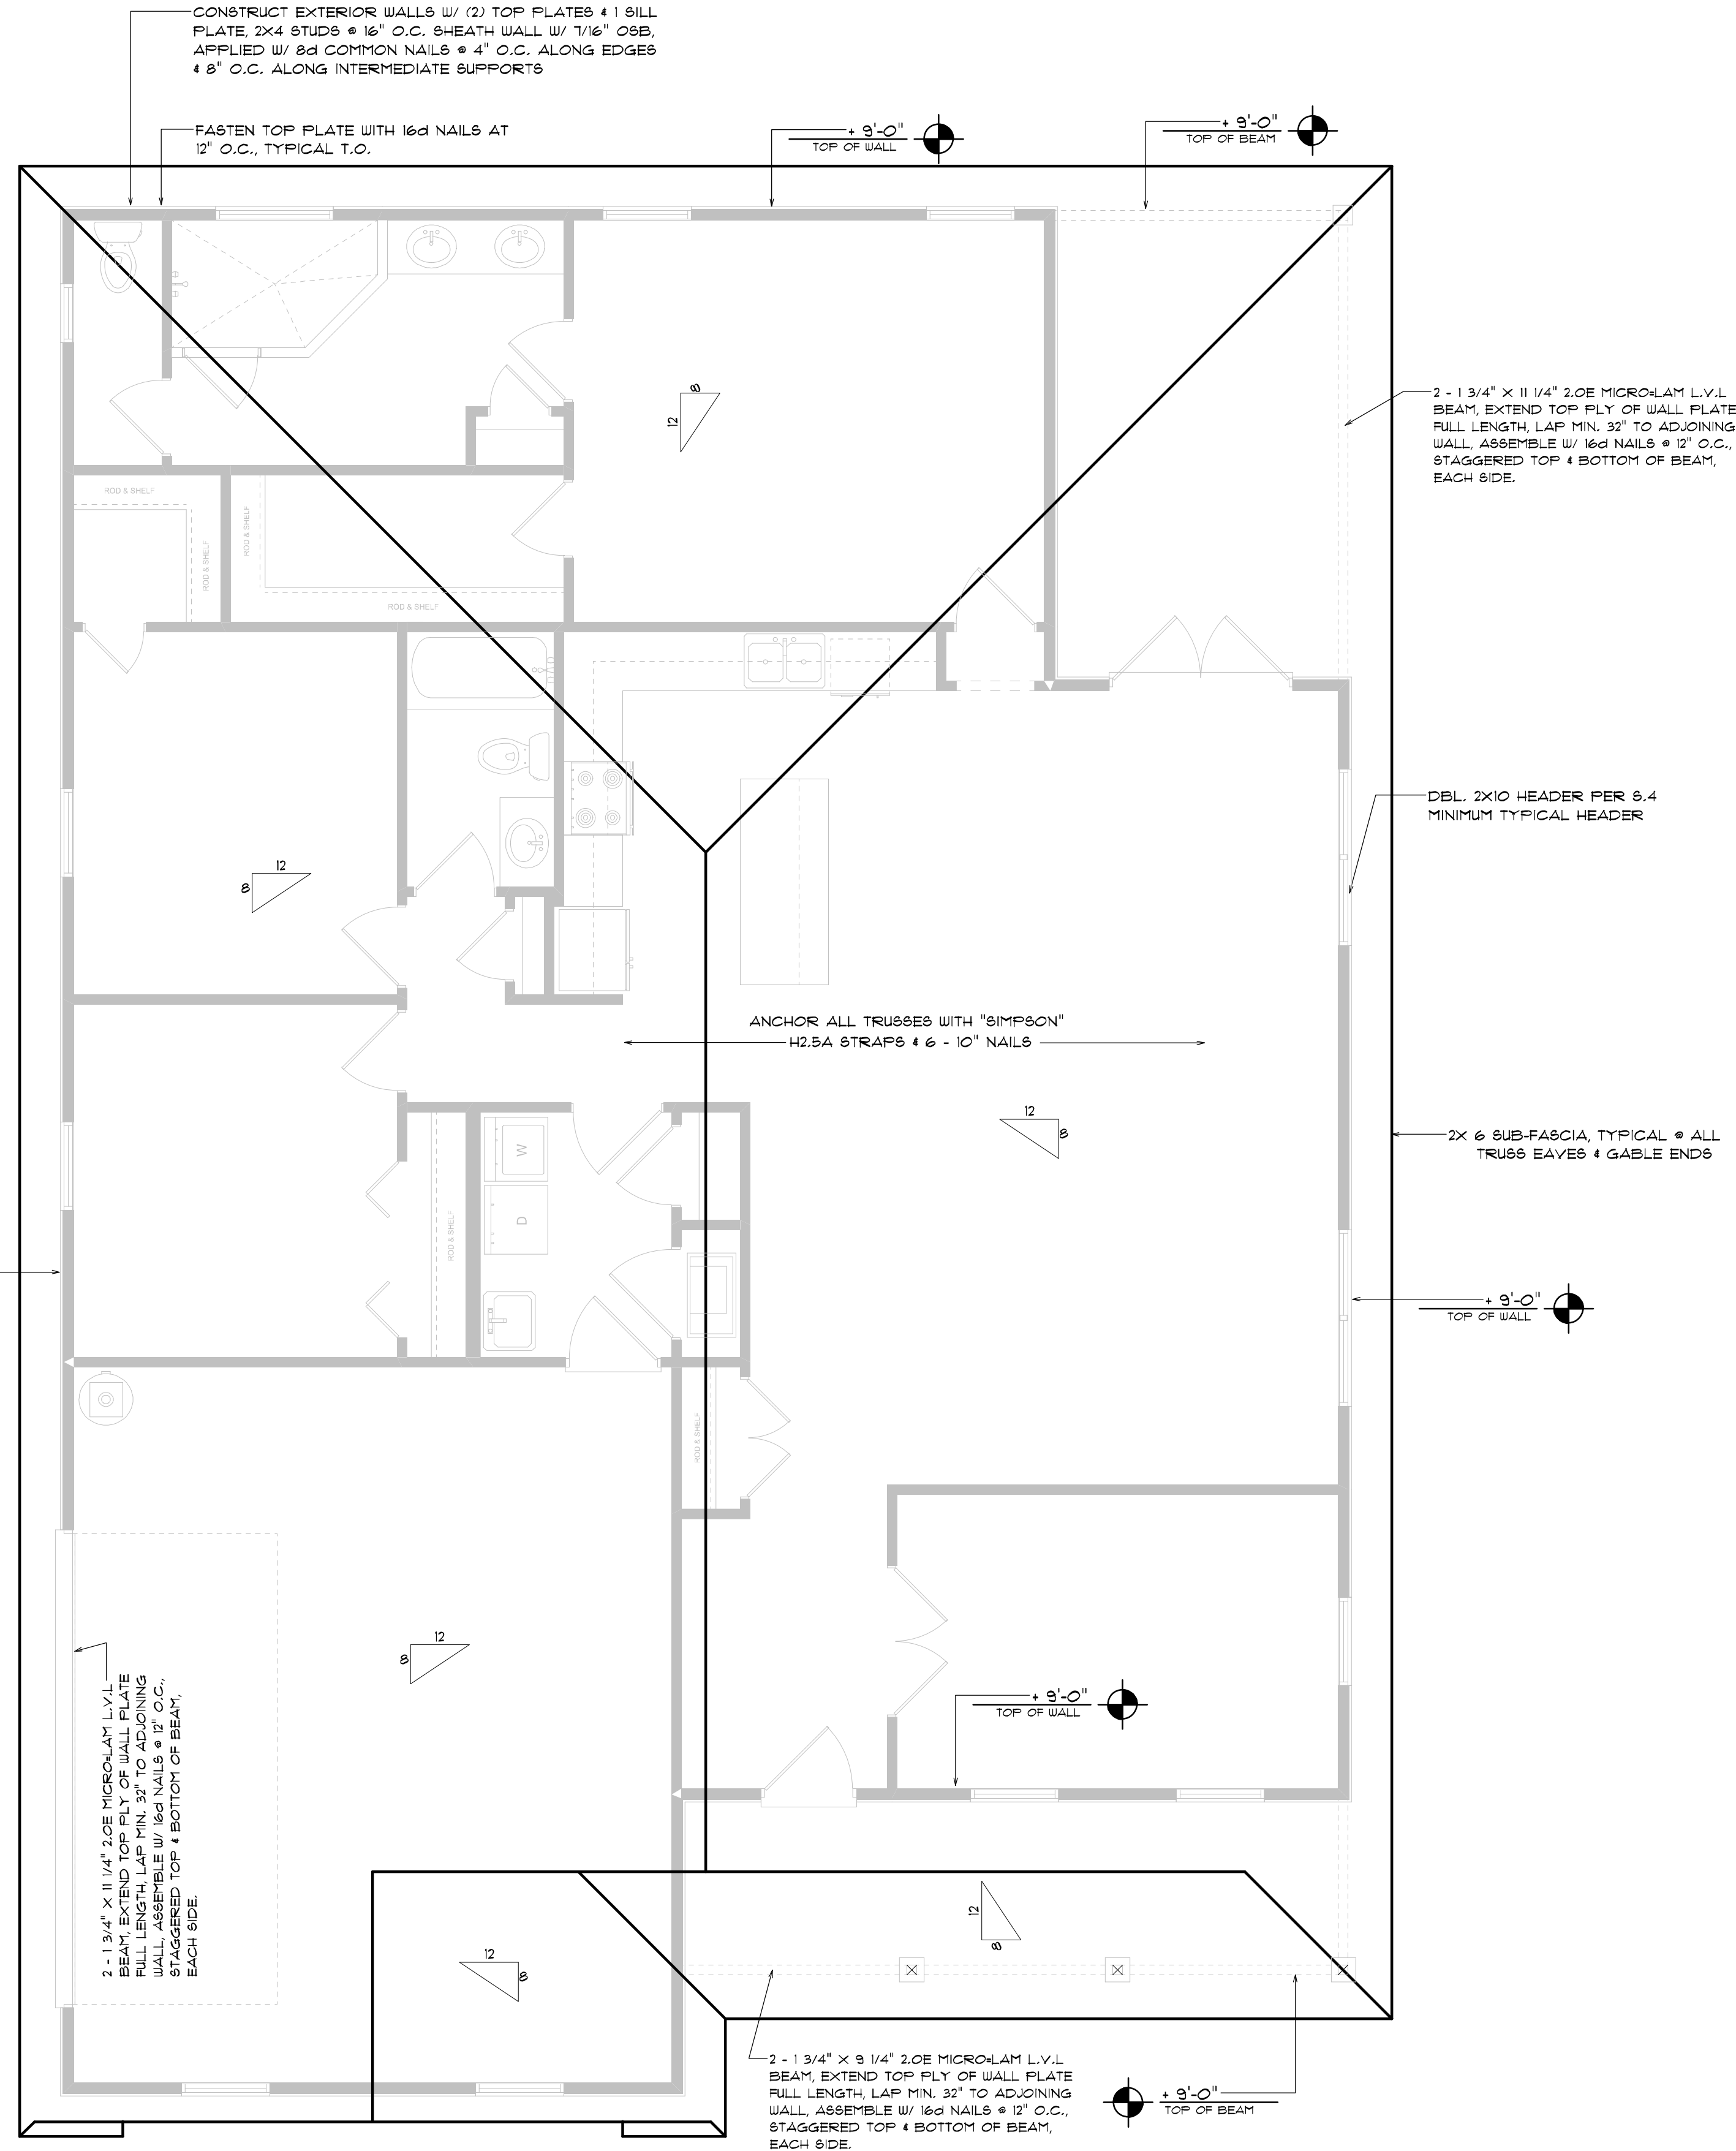 CONSTRUCT EXTERIOR WALLS W/ (2) TOP PLATES & 1 SILL
PLATE, 2X4 STUDS @ 16" O.C. SHEATH WALL W/ 7/16" OSB,
APPLIED W/ 8d COMMON NAILS @ 4" O.C. ALONG EDGES
& 8" O.C. ALONG INTERMEDIATE SUPPORTS
FASTEN TOP PLATE WITH 16d NAILS AT
12" O.C., TYPICAL T.O.
+ 9'-0"
TOP OF WALL
+ 9'-0"
TOP OF BEAM
8
12
2 - 1 3/4" X 11 1/4" 2.0E MICRO=LAM L.V.L
BEAM, EXTEND TOP PLY OF WALL PLATE
FULL LENGTH, LAP MIN. 32" TO ADJOINING
WALL, ASSEMBLE W/ 16d NAILS @ 12" O.C.,
STAGGERED TOP & BOTTOM OF BEAM,
EACH SIDE.
ROD & SHELF
ROD & SHELF
ROD & SHELF
ROD & SHELF
DBL. 2X10 HEADER PER S.4
MINIMUM TYPICAL HEADER
12
8
ANCHOR ALL TRUSSES WITH "SIMPSON"
H2.5A STRAPS & 6 - 10" NAILS
12
8
2X 6 SUB-FASCIA, TYPICAL @ ALL
TRUSS EAVES & GABLE ENDS
W
D
ROD & SHELF
+ 9'-0"
TOP OF WALL
ROD & SHELF
12
8
+ 9'-0"
TOP OF WALL
2 - 1 3/4" X 11 1/4" 2.0E MICRO=LAM L.V.L
BEAM, EXTEND TOP PLY OF WALL PLATE
FULL LENGTH, LAP MIN. 32" TO ADJOINING
WALL, ASSEMBLE W/ 16d NAILS @ 12" O.C.,
STAGGERED TOP & BOTTOM OF BEAM,
EACH SIDE.
12
8
12
8
2 - 1 3/4" X 9 1/4" 2.0E MICRO=LAM L.V.L
BEAM, EXTEND TOP PLY OF WALL PLATE
FULL LENGTH, LAP MIN. 32" TO ADJOINING
WALL, ASSEMBLE W/ 16d NAILS @ 12" O.C.,
STAGGERED TOP & BOTTOM OF BEAM,
EACH SIDE.
+ 9'-0"
TOP OF BEAM